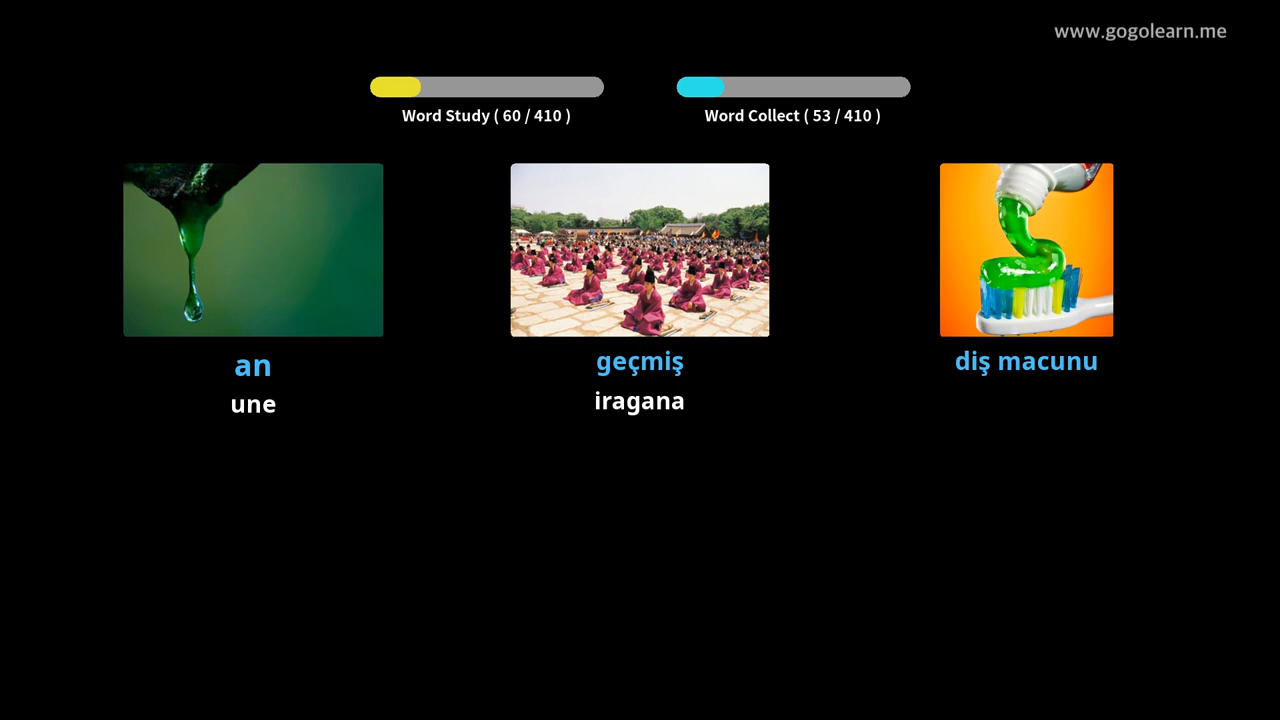 www.gogolearn.me
Word Study ( 60 / 410 )
Word Collect ( 53 / 410 )
an
une
geçmiş
iragana
diş macunu